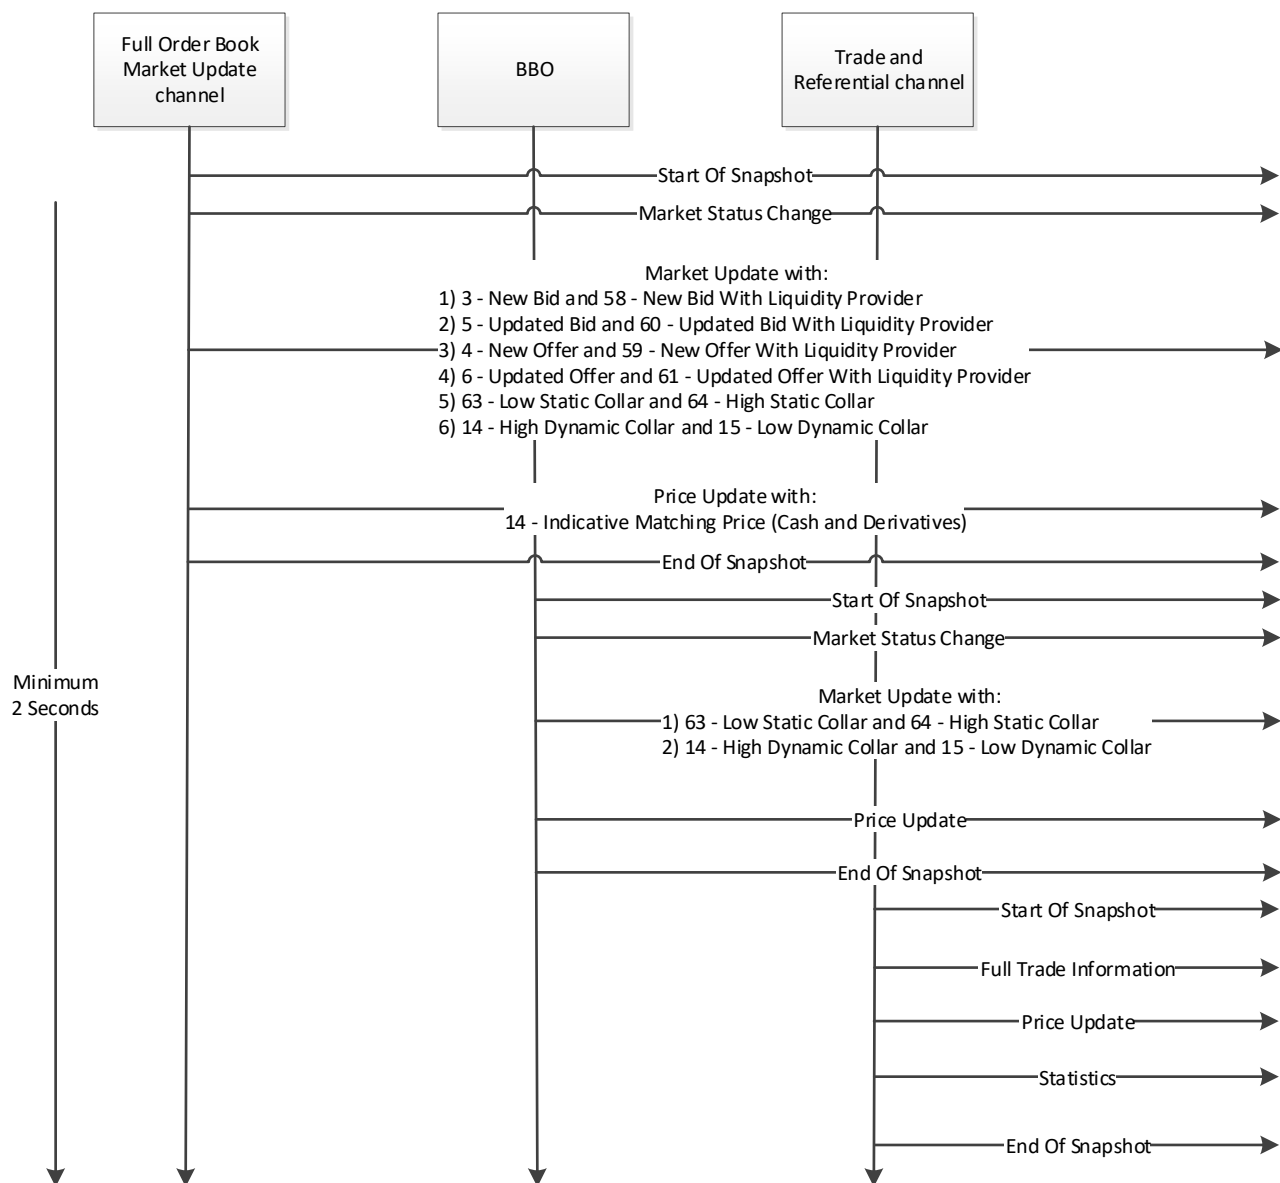 Full Order Book
Market Update
channel
BBO
Trade and
Referential channel
Start Of Snapshot
Market Status Change
Market Update with:
1) 3 - New Bid and 58 - New Bid With Liquidity Provider
2) 5 - Updated Bid and 60 - Updated Bid With Liquidity Provider
3) 4 - New Offer and 59 - New Offer With Liquidity Provider
4) 6 - Updated Offer and 61 - Updated Offer With Liquidity Provider
5) 63 - Low Static Collar and 64 - High Static Collar
6) 14 - High Dynamic Collar and 15 - Low Dynamic Collar
Price Update with:
14 - Indicative Matching Price (Cash and Derivatives)
End Of Snapshot
Start Of Snapshot
Market Status Change
Minimum
2 Seconds
Market Update with:
1) 63 - Low Static Collar and 64 - High Static Collar
2) 14 - High Dynamic Collar and 15 - Low Dynamic Collar
Price Update
End Of Snapshot
Start Of Snapshot
Full Trade Information
Price Update
Statistics
End Of Snapshot